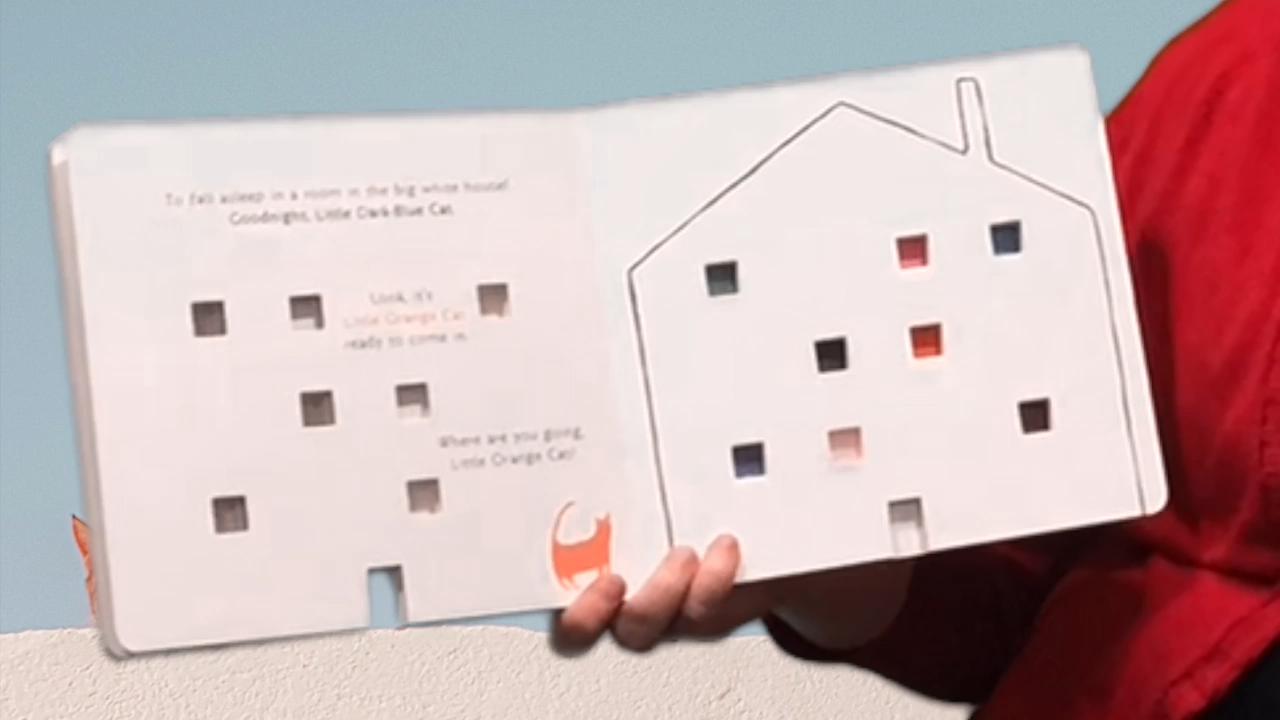 To fall asleep in a room in the big white house!
Goodnight, Little Dark-Blue Cat.
Look, it's
Little Orange Cat
ready to come in.
Where are you going,
Little Orange Cat?